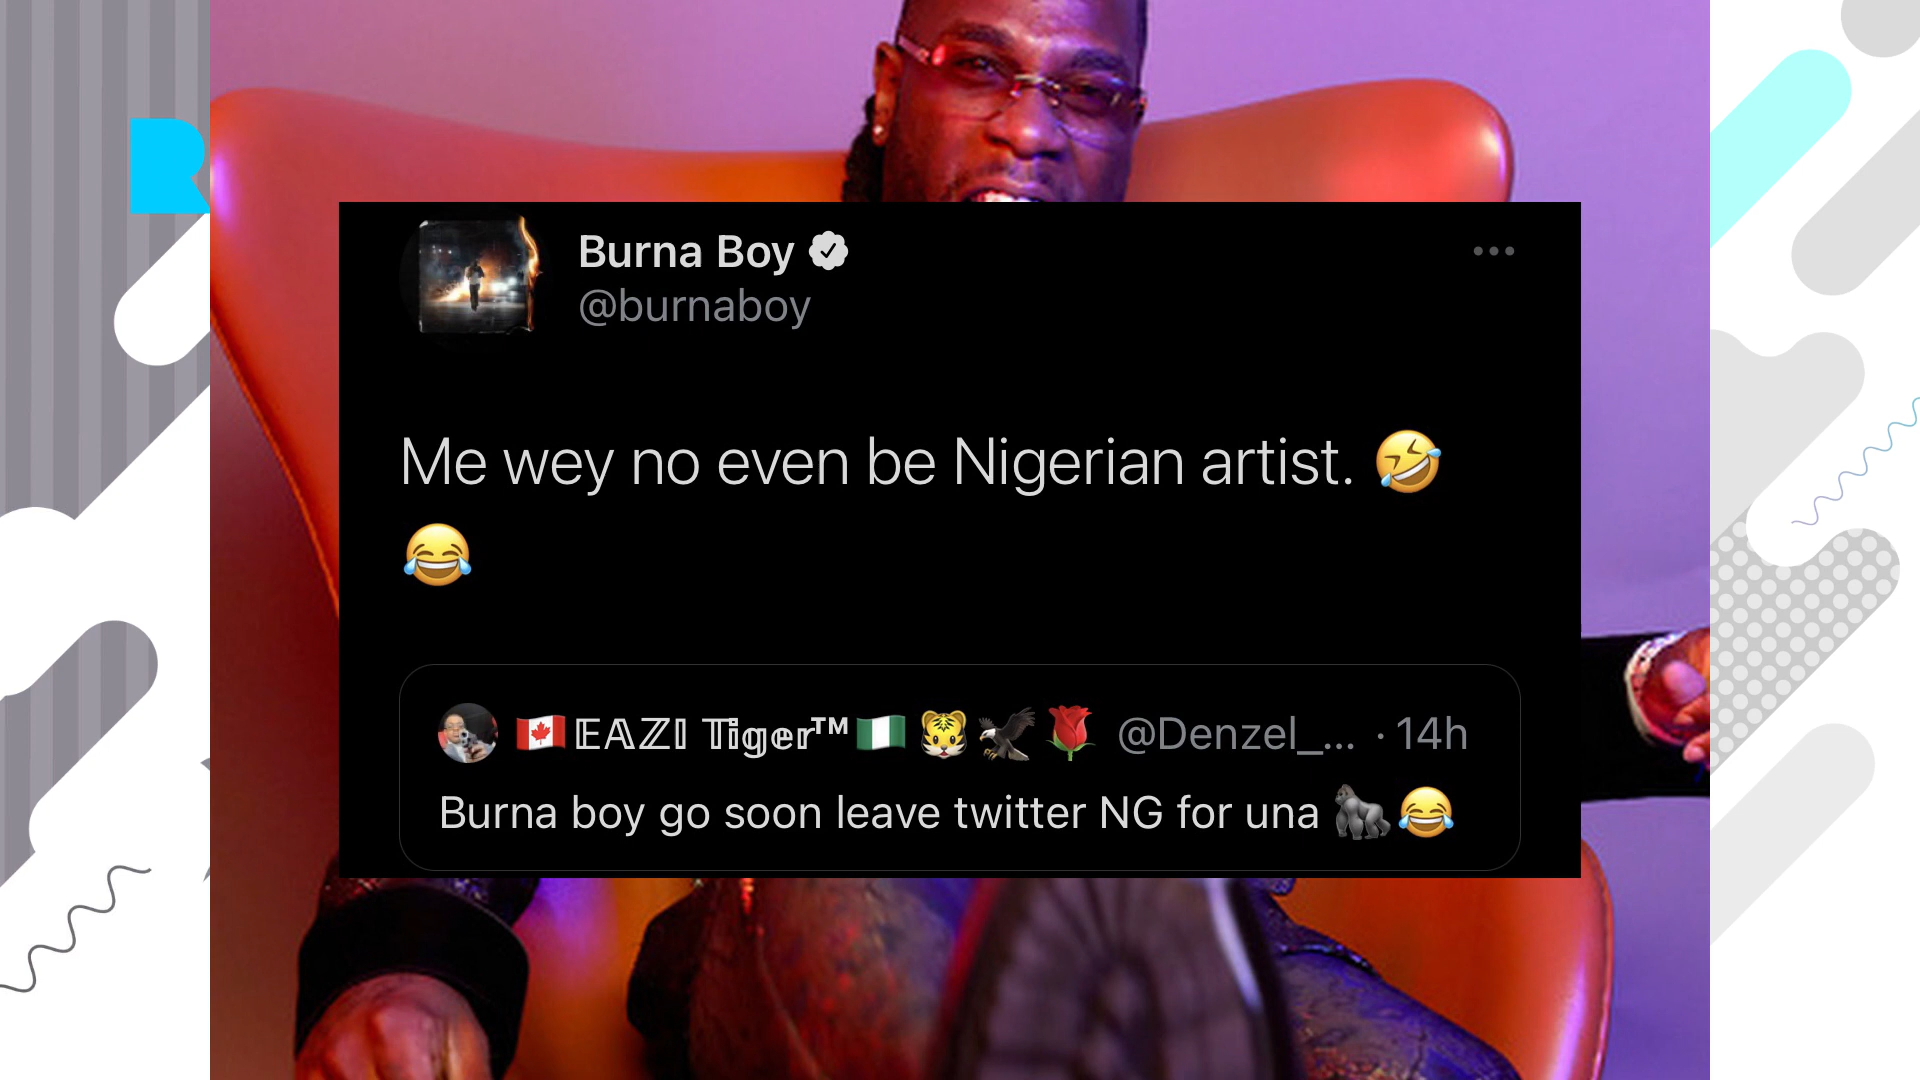 R
Burna Boy
@burnaboy
Me wey no even be Nigerian artist. 🤣
😂
🇨🇦𝔼𝔸ℤ𝕀 𝕋𝕚𝕘𝕖𝕣™🇳🇬🐯🦅🌹 @Denzel_... · 14h
Burna boy go soon leave twitter NG for una 🦍😂